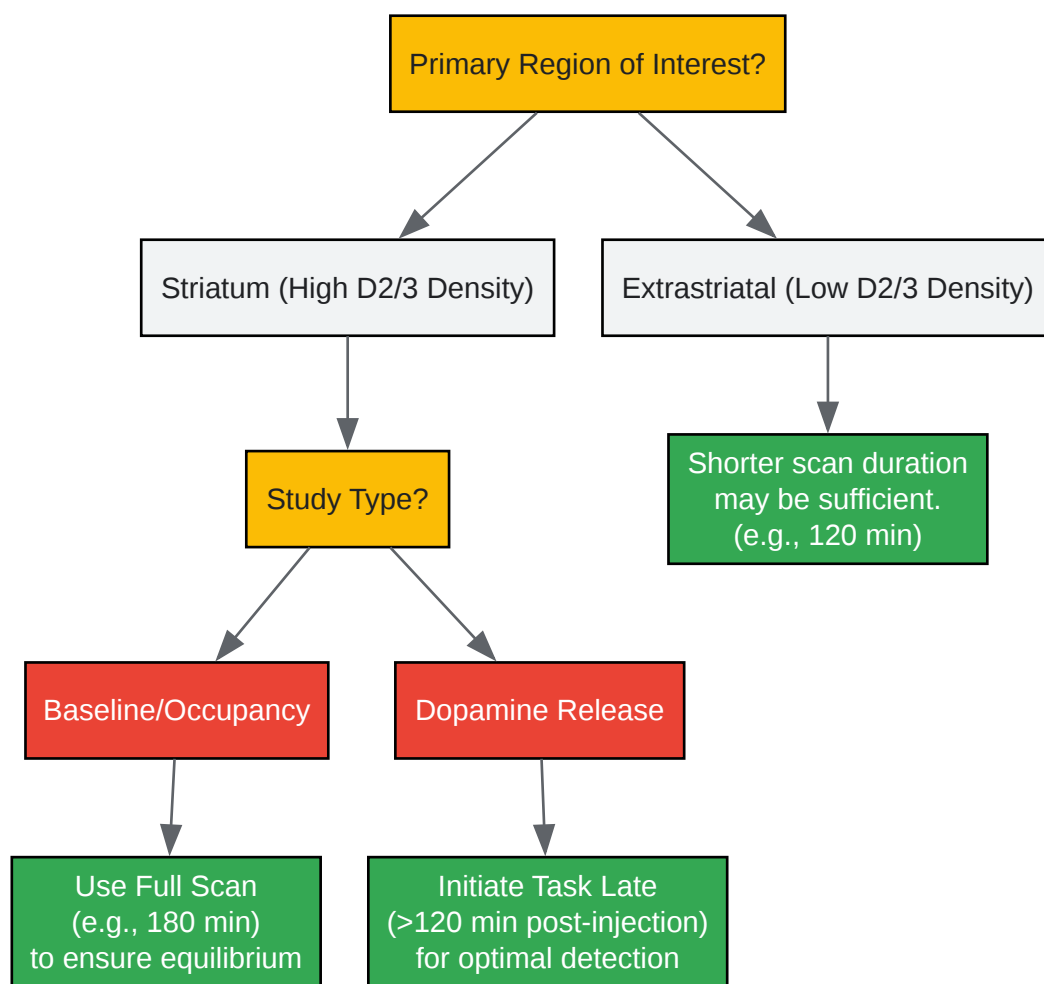 Primary Region of Interest?
Striatum (High D2/3 Density)
Extrastriatal (Low D2/3 Density)
Study Type?
Shorter scan duration
may be sufficient.
(e.g., 120 min)
Baseline/Occupancy
Dopamine Release
Use Full Scan
(e.g., 180 min)
to ensure equilibrium
Initiate Task Late
(>120 min post-injection)
for optimal detection